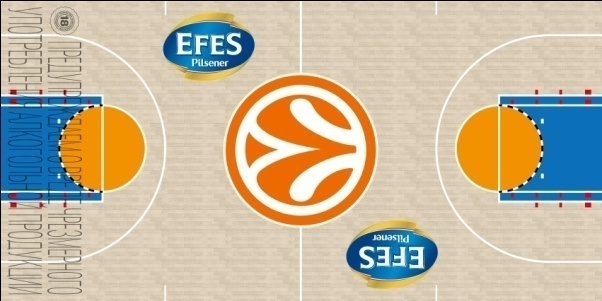 EFES
Pilsener
18
ПРЕДУПРЕЖДАЕМ О ВРЕДЕ ЧРЕЗМЕРНОГО
УПОТРЕБЛЕНИЯ АЛКОГОЛЬНОЙ ПРОДУКЦИИ
EFES
Pilsener